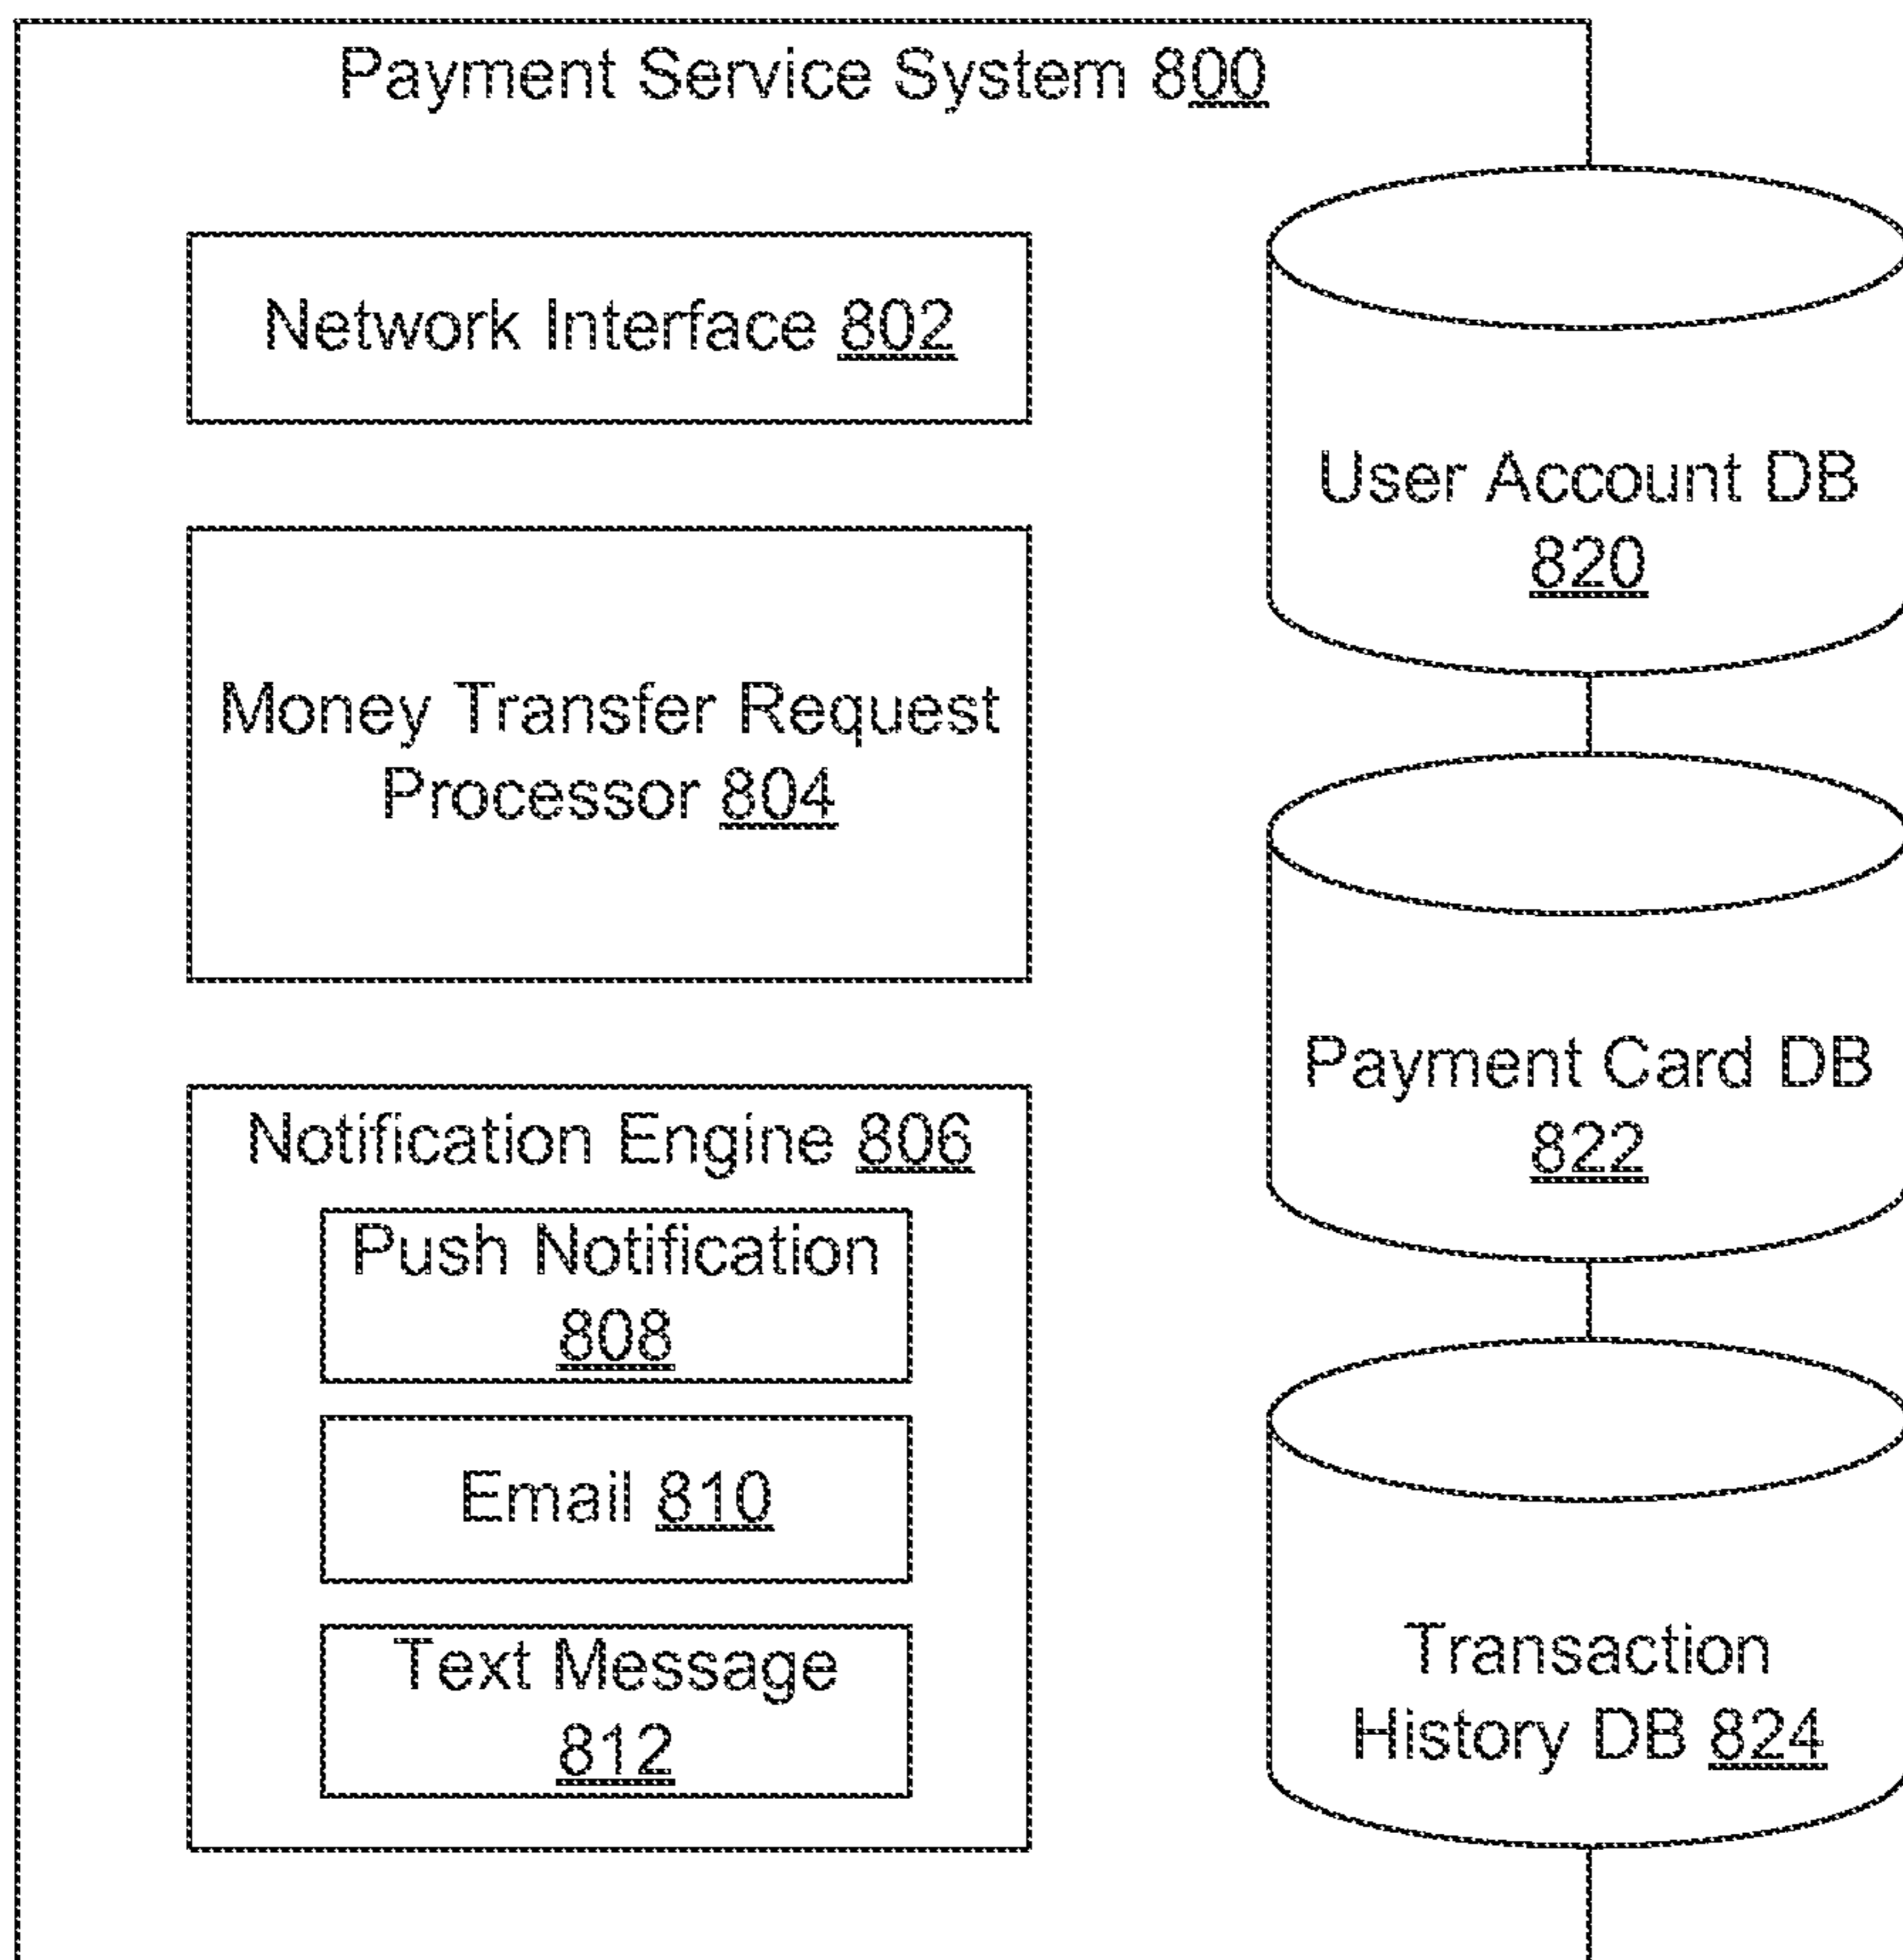 Payment Service System 800
Network Interface 802
Money Transfer Request
Processor 804
Notification Engine 806
Push Notification
808
Email 810
Text Message
812
User Account DB
820
Payment Card DB
822
Transaction
History DB 824